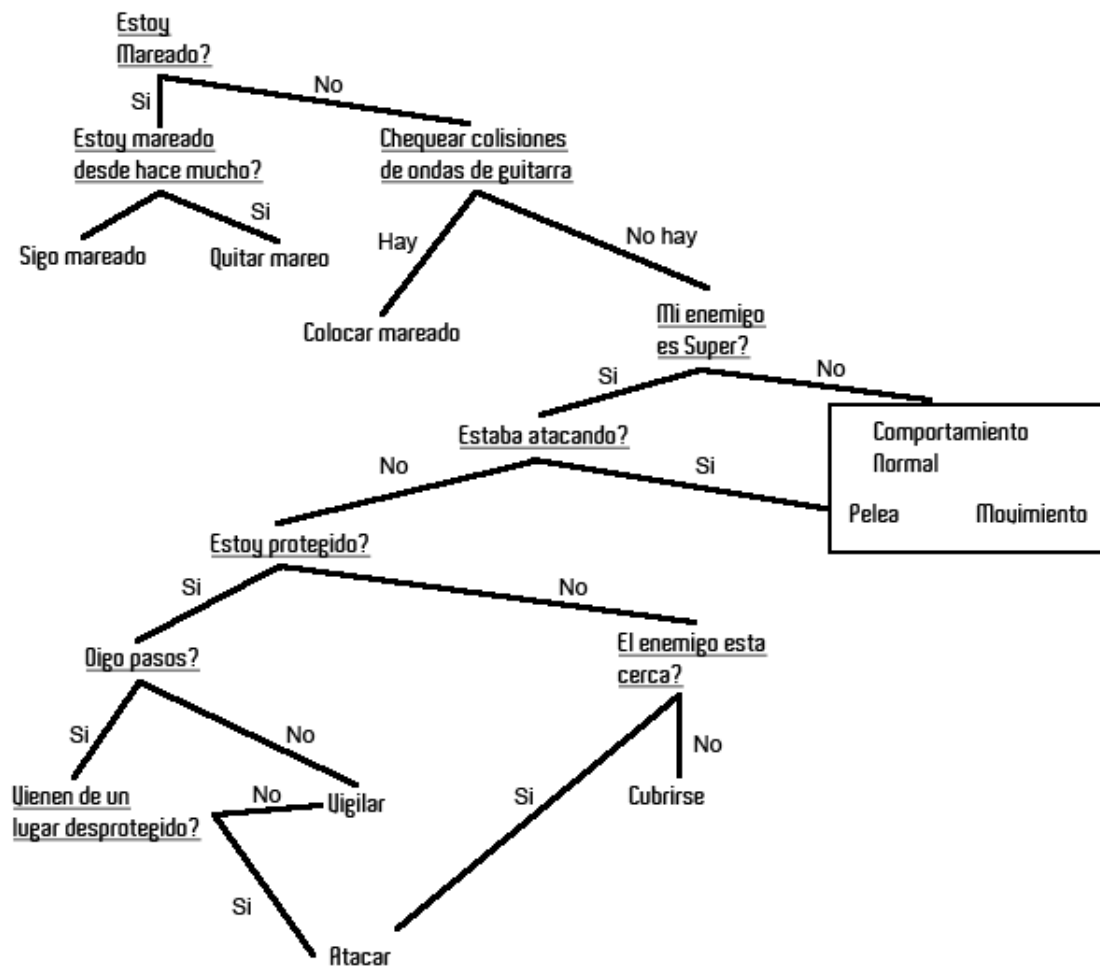 Estoy
Mareado?
Si
No
Estoy mareado
desde hace mucho?
Chequear colisiones
de ondas de guitarra
Si
Sigo mareado
Quitar mareo
Hay
No hay
Colocar mareado
Mi enemigo
es Super?
Si
No
Estaba atacando?
Comportamiento
Normal
No
Si
Pelea
Movimiento
Estoy protegido?
Si
No
Oigo pasos?
El enemigo esta
cerca?
Si
No
No
Vienen de un
lugar desprotegido?
No
Vigilar
Si
Cubrirse
Si
Atacar